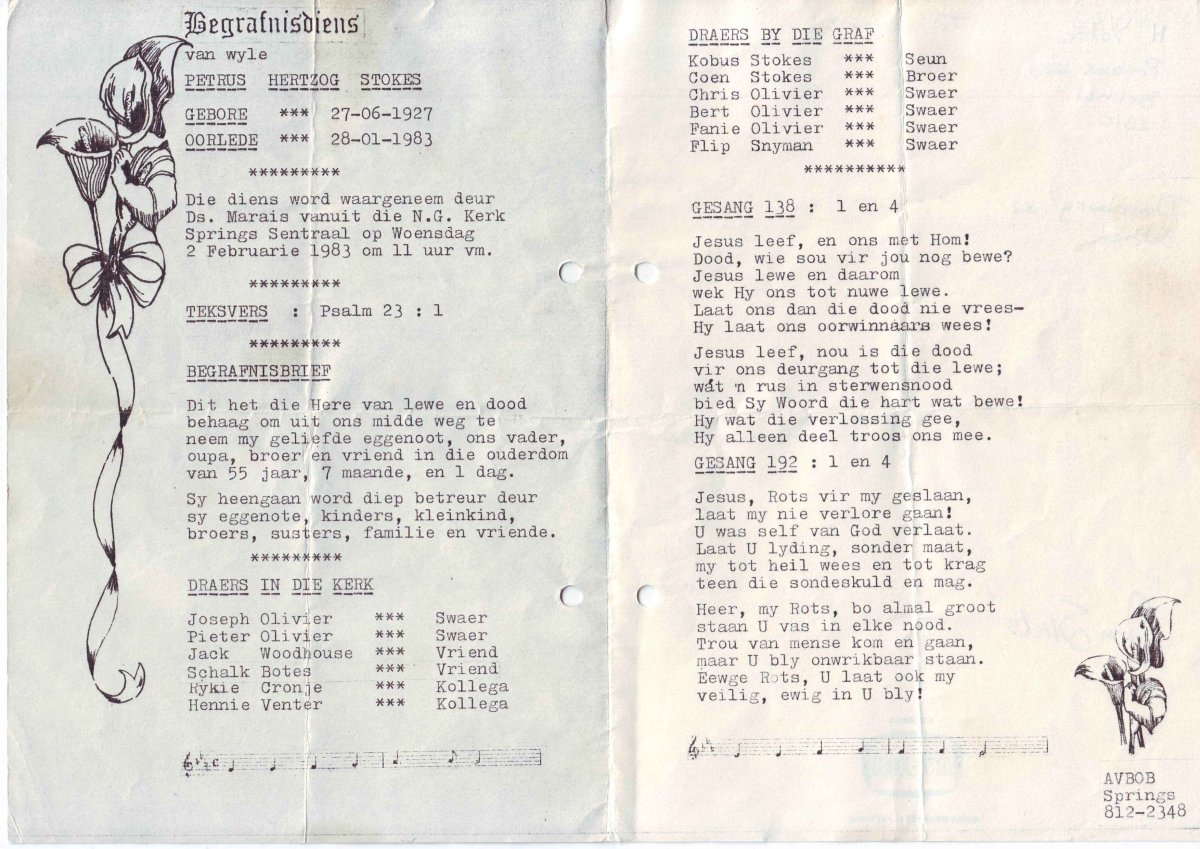 Begrafnisdiens
van wyle
PETRUS HERTZOG STOKES
GEBORE *** 27-06-1927
OORLEDE *** 28-01-1983
*********
Die diens word waargeneem deur
Ds. Marais vanuit die N.G. Kerk
Springs Sentraal op Woensdag
2 Februarie 1983 om 11 uur vm.
*********
TEKSVERS : Psalm 23 : 1
*********
BEGRAFNISBRIEF
Dit het die Here van lewe en dood
behaag om uit ons midde weg te
neem my geliefde eggenoot, ons vader,
oupa, broer en vriend in die ouderdom
van 55 jaar, 7 maande, en 1 dag.
Sy heengaan word diep betreur deur
sy eggenote, kinders, kleinkind,
broers, susters, familie en vriende.
*********
DRAERS IN DIE KERK
Joseph Olivier *** Swaer
Pieter Olivier *** Swaer
Jack Woodhouse *** Vriend
Schalk Botes *** Vriend
Rykie Cronje *** Kollega
Hennie Venter *** Kollega
DRAERS BY DIE GRAF
Kobus Stokes *** Seun
Coen Stokes *** Broer
Chris Olivier *** Swaer
Bert Olivier *** Swaer
Fanie Olivier *** Swaer
Flip Snyman *** Swaer
**********
GESANG 138 : 1 en 4
Jesus leef, en ons met Hom!
Dood, wie sou vir jou nog bewe?
Jesus lewe en daarom
wek Hy ons tot nuwe lewe.
Laat ons dan die dood nie vrees-
Hy laat ons oorwinnaars wees!
Jesus leef, nou is die dood
vir ons deurgang tot die lewe;
wát 'n rus in sterwensnood
bied Sy Woord die hart wat bewe!
Hy wat die verlossing gee,
Hy alleen deel troos ons mee.
GESANG 192 : 1 en 4
Jesus, Rots vir my geslaan,
laat my nie verlore gaan!
U was self van God verlaat.
Laat U lyding, sonder maat,
my tot heil wees en tot krag
teen die sondeskuld en mag.
Heer, my Rots, bo almal groot
staan U vas in elke nood.
Trou van mense kom en gaan,
maar U bly onwrikbaar staan.
Eewge Rots, U laat ook my
veilig, ewig in U bly!
AVBOB
Springs
812-2348